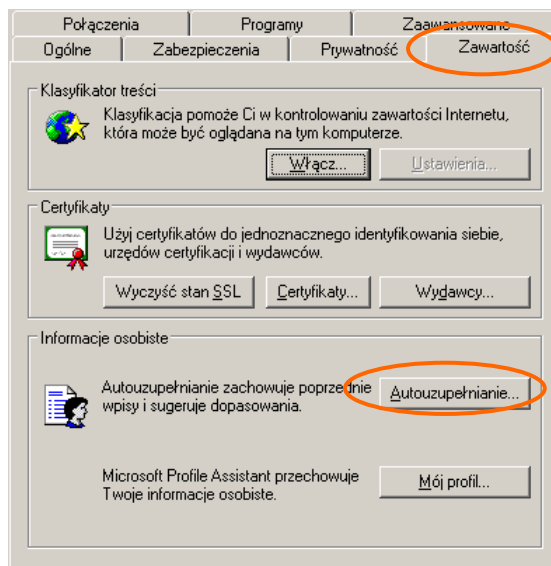 Połączenia Programy Zaawansowane
Ogólne Zabezpieczenia Prywatność Zawartość
Klasyfikator treści
Klasyfikacja pomoże Ci w kontrolowaniu zawartości Internetu,
która może być oglądana na tym komputerze.
Włącz... Ustawienia...
Certyfikaty
Użyj certyfikatów do jednoznacznego identyfikowania siebie,
urzędów certyfikacji i wydawców.
Wyczyść stan SSL Certyfikaty... Wydawcy...
Informacje osobiste
Autouzupełnianie zachowuje poprzednie
wpisy i sugeruje dopasowania.
Autouzupełnianie...
Microsoft Profile Assistant przechowuje
Twoje informacje osobiste.
Mój profil...